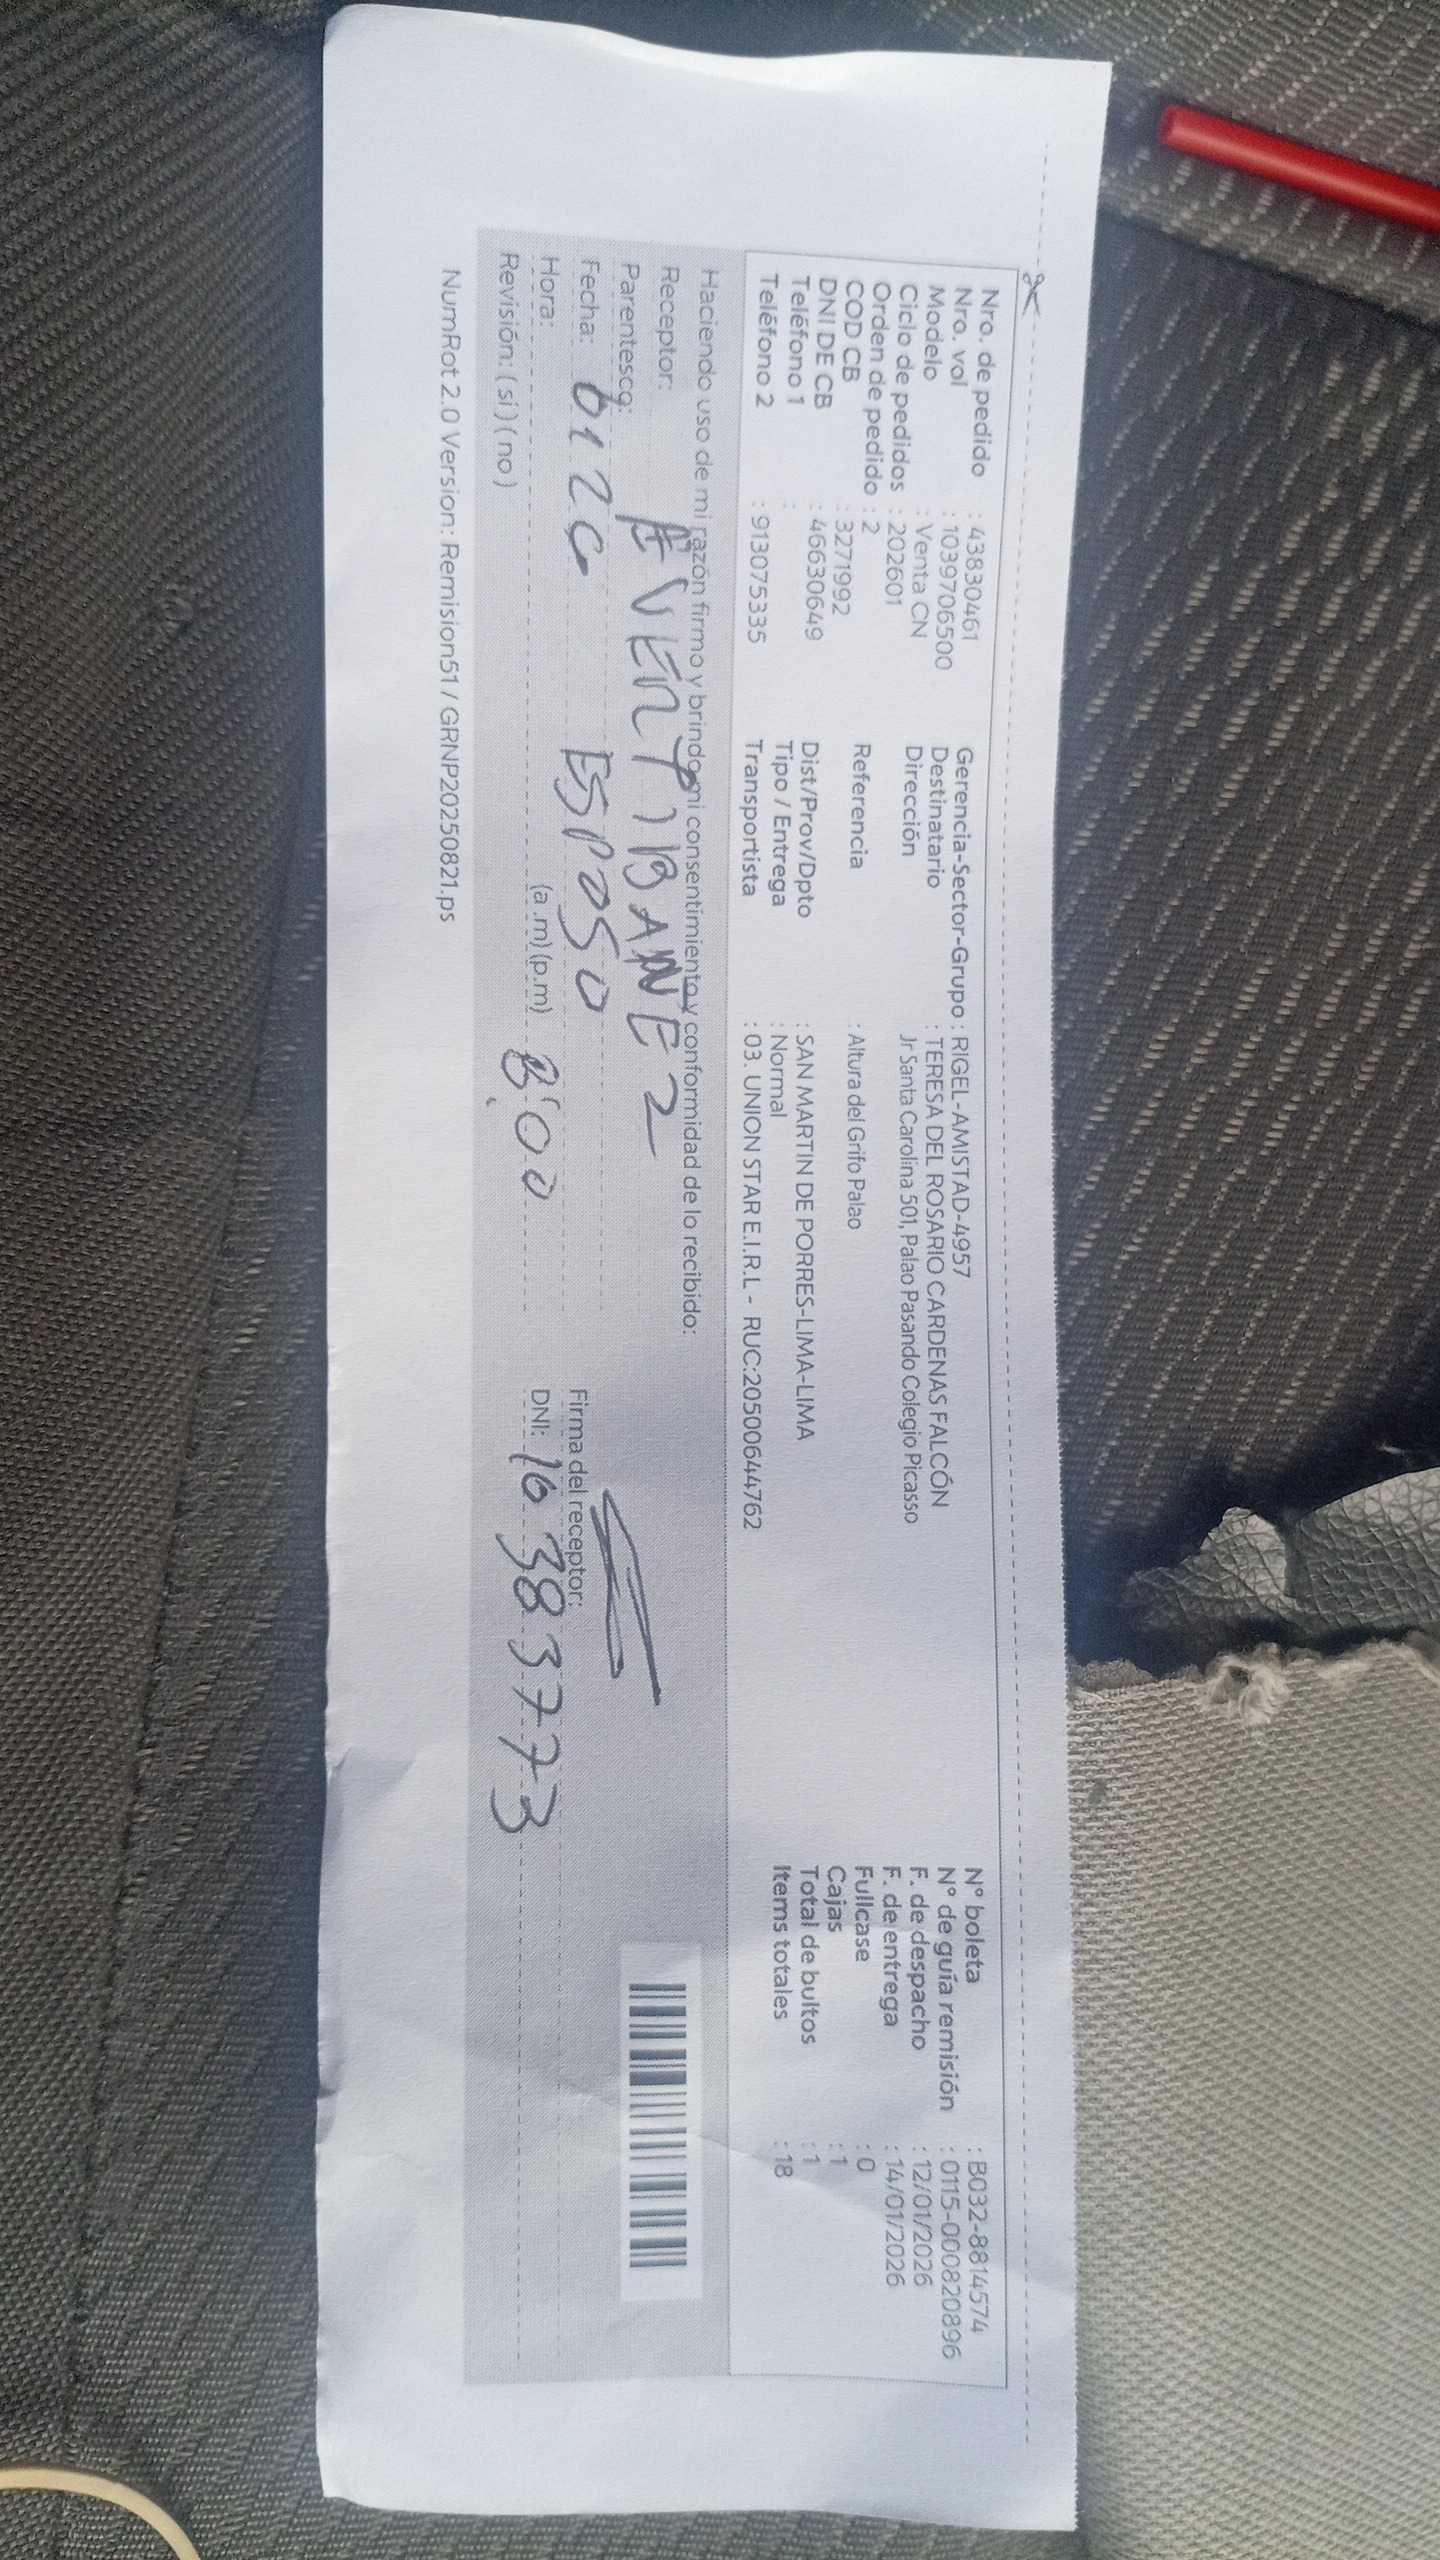 Nro. de pedido : 43830461
Nro. vol : 1039706500
Modelo : Venta CN
Ciclo de pedidos : 202601
Orden de pedido : 2
COD CB : 3271992
DNI DE CB : 46630649
Teléfono 1 :
Teléfono 2 : 913075335
Gerencia-Sector-Grupo : RIGEL-AMISTAD-4957
Destinatario : TERESA DEL ROSARIO CARDENAS FALCÓN
Dirección Jr Santa Carolina 501, Palao Pasando Colegio Picasso
Referencia : Altura del Grifo Palao
Dist/Prov/Dpto : SAN MARTIN DE PORRES-LIMA-LIMA
Tipo / Entrega : Normal
Transportista : 03. UNION STAR E.I.R.L - RUC:20500644762
N° boleta : B032-8814574
N° de guía remisión : 0115-000820896
F. de despacho : 12/01/2026
F. de entrega : 14/01/2026
Fullcase : 0
Cajas : 1
Total de bultos : 1
Items totales : 18
Haciendo uso de mi razón firmo y brindo mi consentimiento y conformidad de lo recibido:
Receptor:
Parentesco: ESPOSO
Fecha:
Hora: (a.m)(p.m) 8:00
Revisión: ( si ) ( no )
Firma del receptor:
DNI: 16383773
NumRot 2.0 Version : Remision51 / GRNP20250821.ps